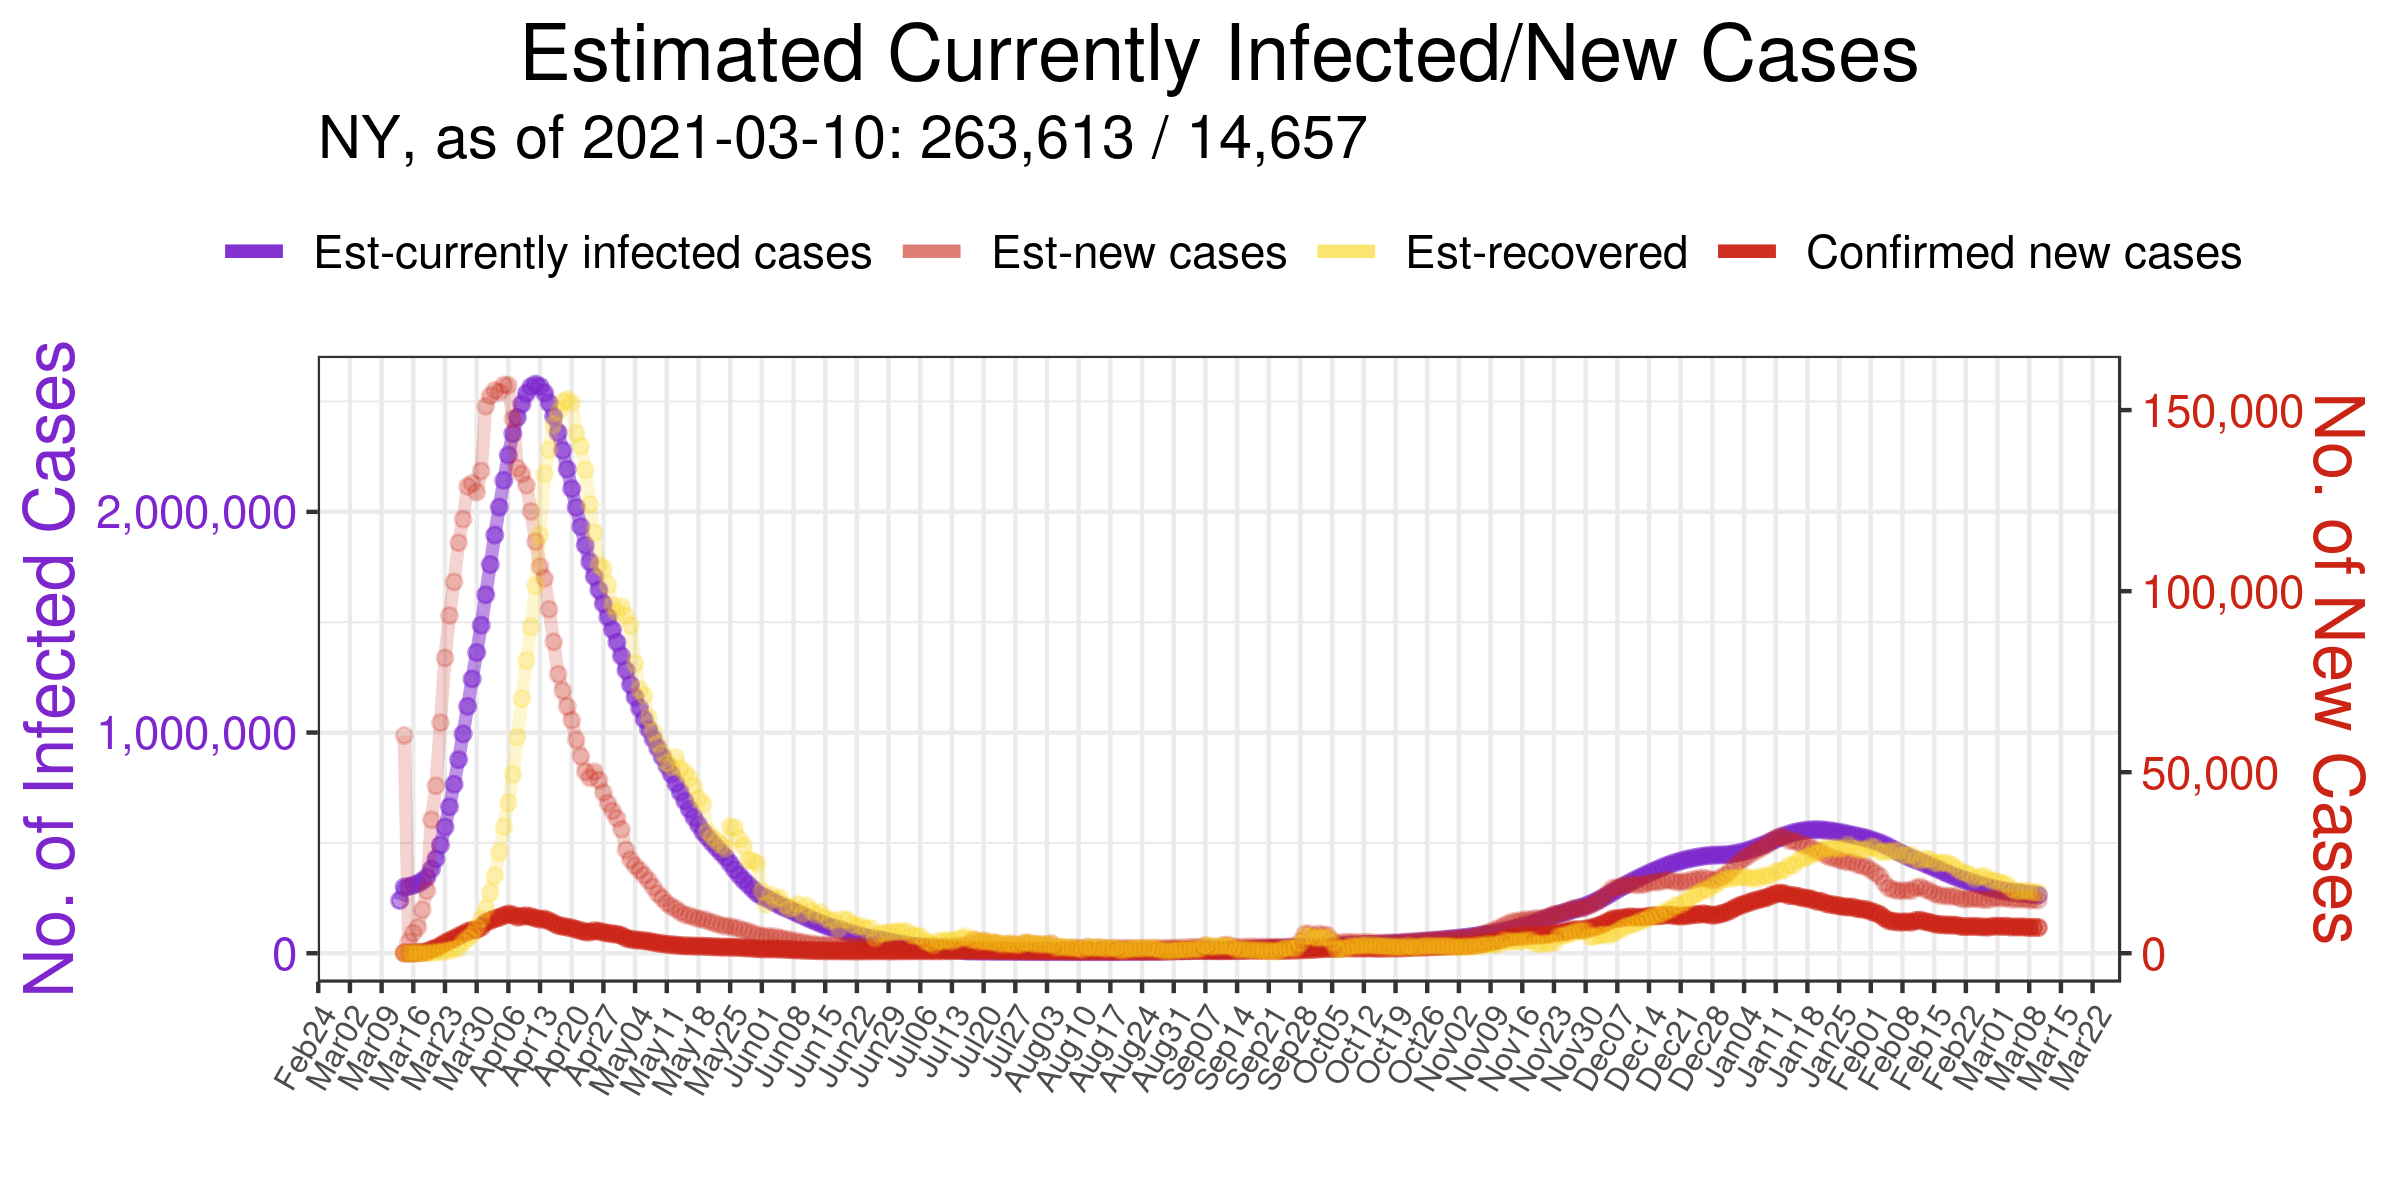 Estimated Currently Infected/New Cases
NY, as of 2021-03-10: 263,613 / 14,657
Est-currently infected cases Est-new cases Est-recovered Confirmed new cases
No. of Infected Cases
2,000,000
1,000,000
0
150,000
100,000
50,000
0
No. of New Cases
Feb24 Mar02 Mar09 Mar16 Mar23 Mar30 Apr06 Apr13 Apr20 Apr27 May04 May11 May18 May25 Jun01 Jun08 Jun15 Jun22 Jun29 Jul06 Jul13 Jul20 Jul27 Aug03 Aug10 Aug17 Aug24 Aug31 Sep07 Sep14 Sep21 Sep28 Oct05 Oct12 Oct19 Oct26 Nov02 Nov09 Nov16 Nov23 Nov30 Dec07 Dec14 Dec21 Dec28 Jan04 Jan11 Jan18 Jan25 Feb01 Feb08 Feb15 Feb22 Mar01 Mar08 Mar15 Mar22